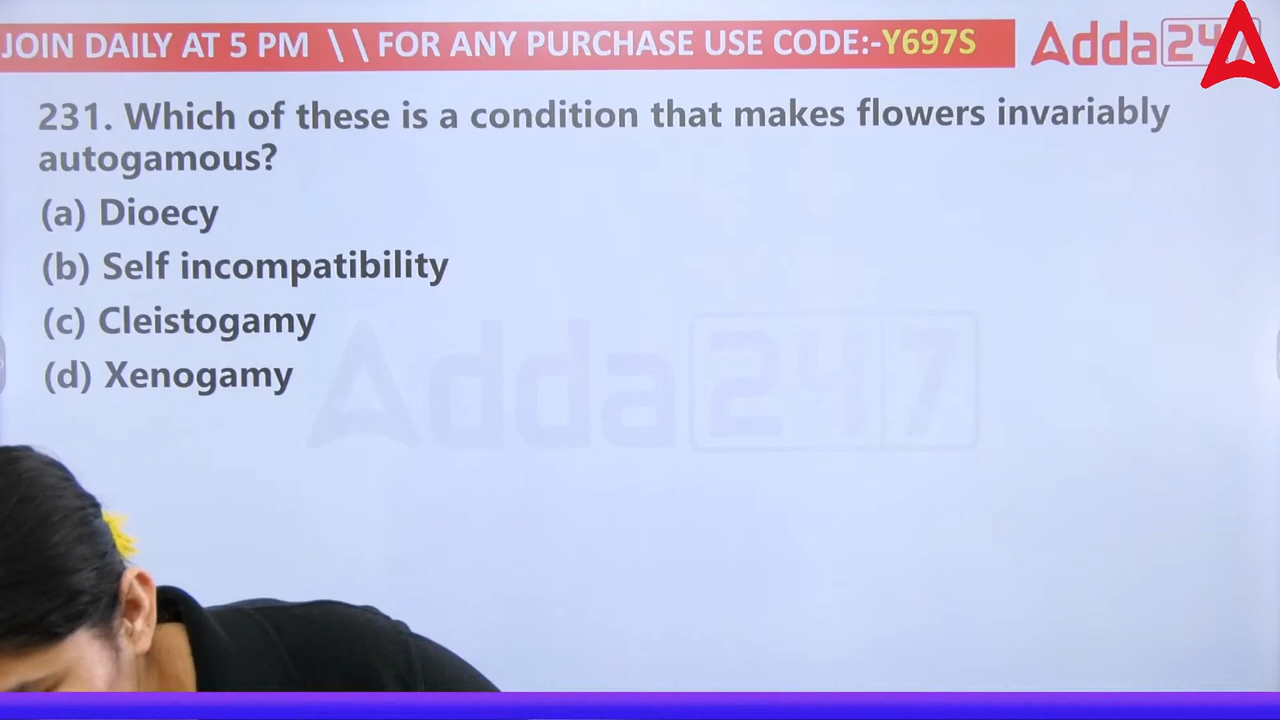 JOIN DAILY AT 5 PM \\ FOR ANY PURCHASE USE CODE:-Y697S
Adda247
231. Which of these is a condition that makes flowers invariably
autogamous?
(a) Dioecy
(b) Self incompatibility
(c) Cleistogamy
(d) Xenogamy
Adda247